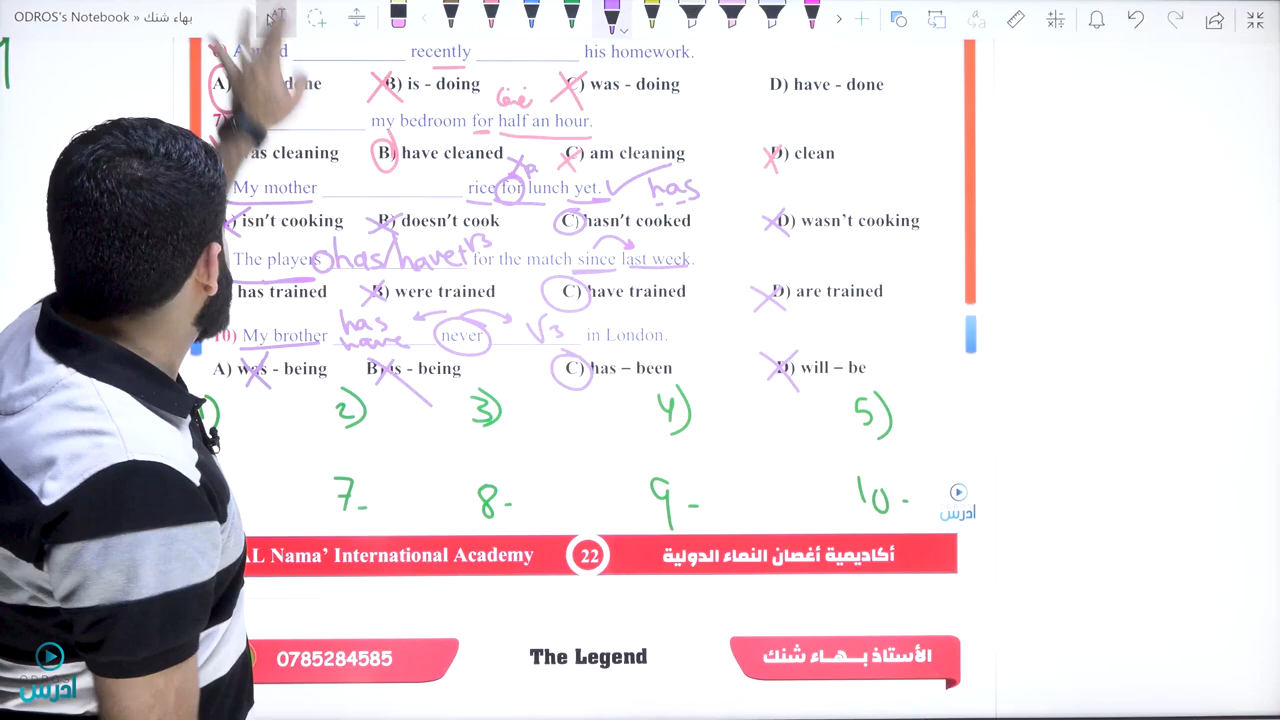 ODROS's Notebook » بهاء شنك
recently his homework.
done B) is - doing C) was - doing D) have - done
my bedroom for half an hour.
was cleaning B) have cleaned C) am cleaning D) clean
My mother rice for lunch yet. has
isn't cooking B) doesn't cook C) hasn't cooked D) wasn't cooking
The players has/have+V3 for the match since last week.
has trained B) were trained C) have trained D) are trained
10) My brother has have never V3 in London.
A) was - being B) is - being C) has – been D) will – be
1) 2) 3) 4) 5)
7- 8- 9- 10-
ادرس
AL Nama' International Academy 22 أكاديمية أغصان النماء الدولية
0785284585 The Legend الأستاذ بهاء شنك
ODROS
ادرس